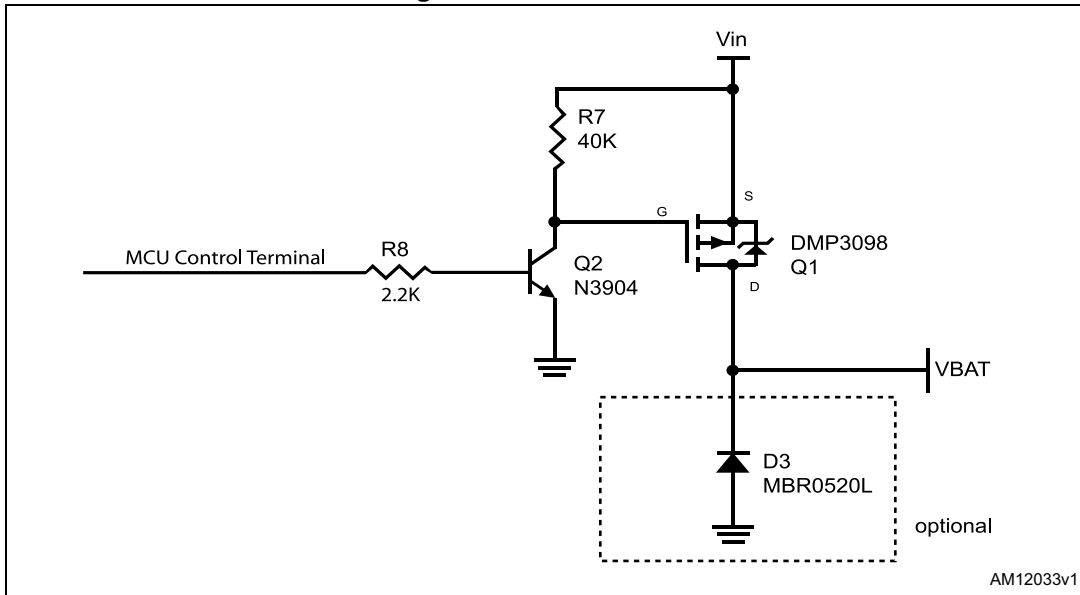 Vin
R7
40K
S
G
DMP3098
Q1
D
MCU Control Terminal
R8
2.2K
Q2
N3904
VBAT
D3
MBR0520L
optional
AM12033v1